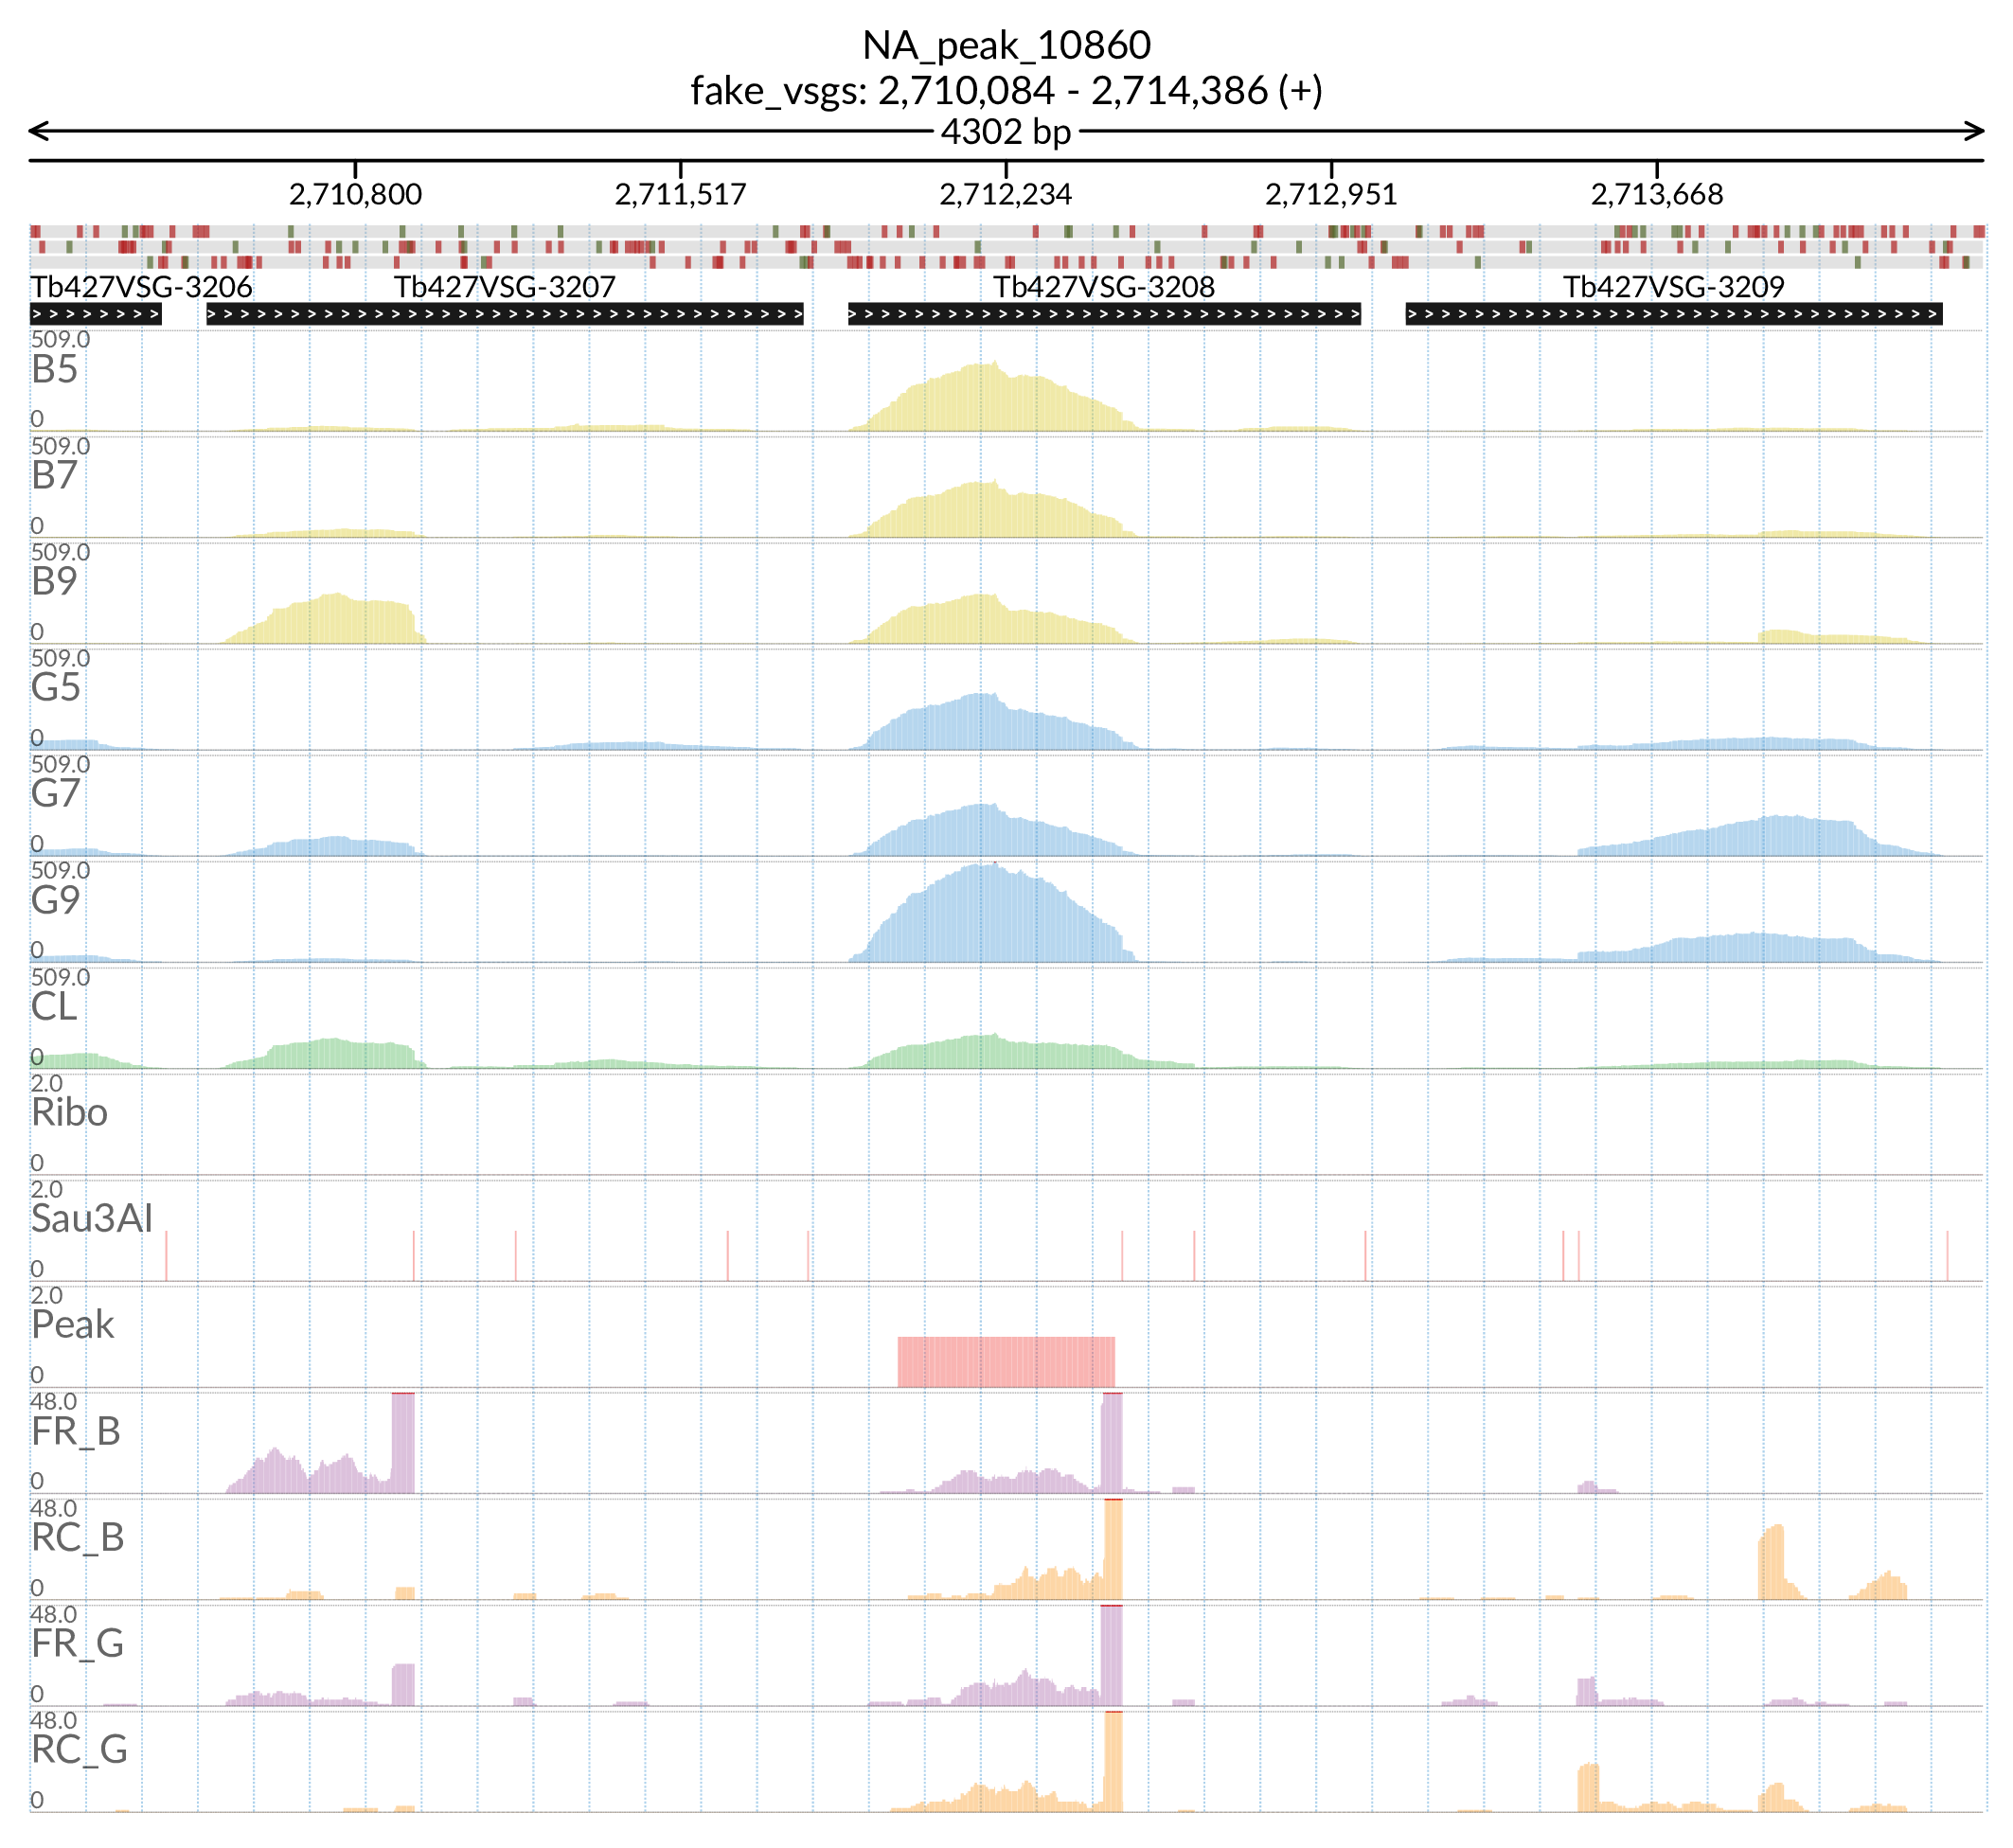 NA_peak_10860
fake_vsgs: 2,710,084 - 2,714,386 (+)
4302 bp
2,710,800 2,711,517 2,712,234 2,712,951 2,713,668
Tb427VSG-3206 Tb427VSG-3207 Tb427VSG-3208 Tb427VSG-3209
509.0
B5
0
509.0
B7
0
509.0
B9
0
509.0
G5
0
509.0
G7
0
509.0
G9
0
509.0
CL
0
2.0
Ribo
0
2.0
Sau3AI
0
2.0
Peak
0
48.0
FR_B
0
48.0
RC_B
0
48.0
FR_G
0
48.0
RC_G
0